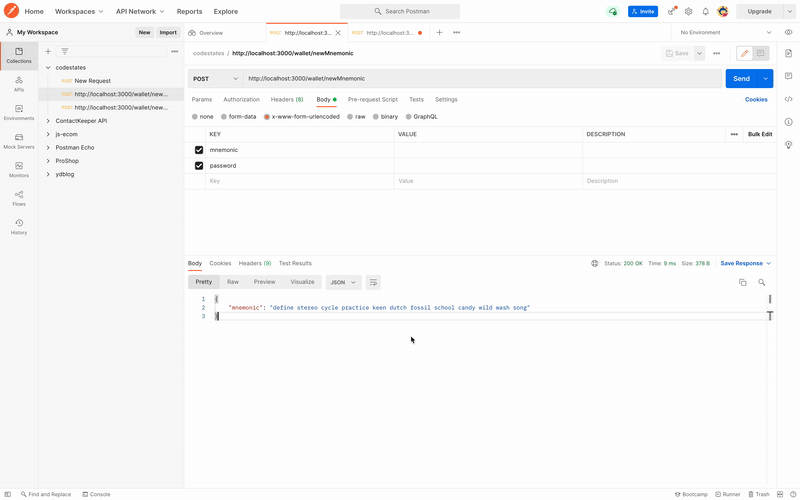 Home Workspaces API Network Reports Explore Search Postman Invite Upgrade
My Workspace New Import Overview POST http://localhost:3... POST http://localhost:3... No Environment
Collections
APIs
Environments
Mock Servers
Monitors
Flows
History
codestates
POST New Request
POST http://localhost:3000/wallet/new...
POST http://localhost:3000/wallet/new...
ContactKeeper API
js-ecom
Postman Echo
ProShop
ydblog
codestates / http://localhost:3000/wallet/newMnemonic Save
POST http://localhost:3000/wallet/newMnemonic Send
Params Authorization Headers (8) Body Pre-request Script Tests Settings Cookies
none form-data x-www-form-urlencoded raw binary GraphQL
KEY VALUE DESCRIPTION Bulk Edit
mnemonic
password
Key Value Description
Body Cookies Headers (9) Test Results Status: 200 OK Time: 9 ms Size: 378 B Save Response
Pretty Raw Preview Visualize JSON
1 {
2 "mnemonic": "define stereo cycle practice keen dutch fossil school candy wild wash song"
3 }
Find and Replace Console Bootcamp Runner Trash